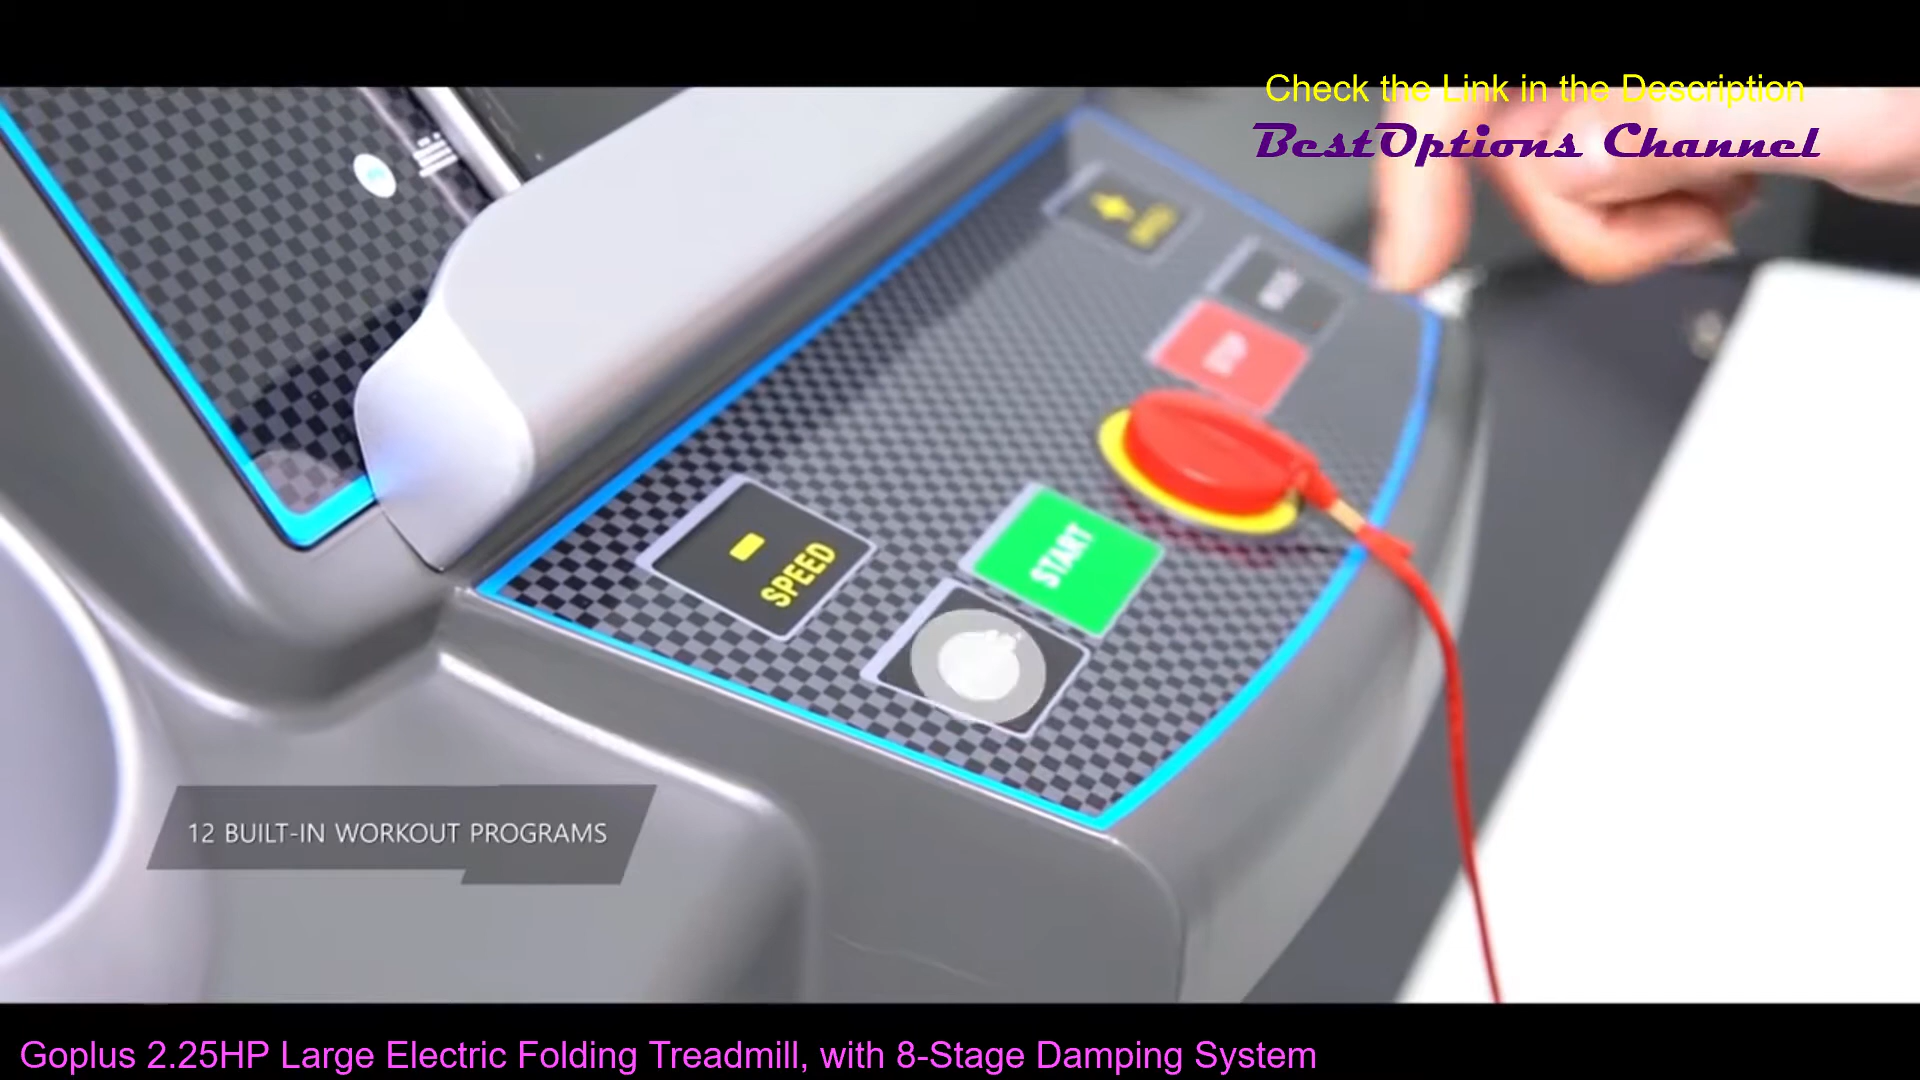 Check the Link in the Description
BestOptions Channel
STOP
START
SPEED
12 BUILT-IN WORKOUT PROGRAMS
Goplus 2.25HP Large Electric Folding Treadmill, with 8-Stage Damping System